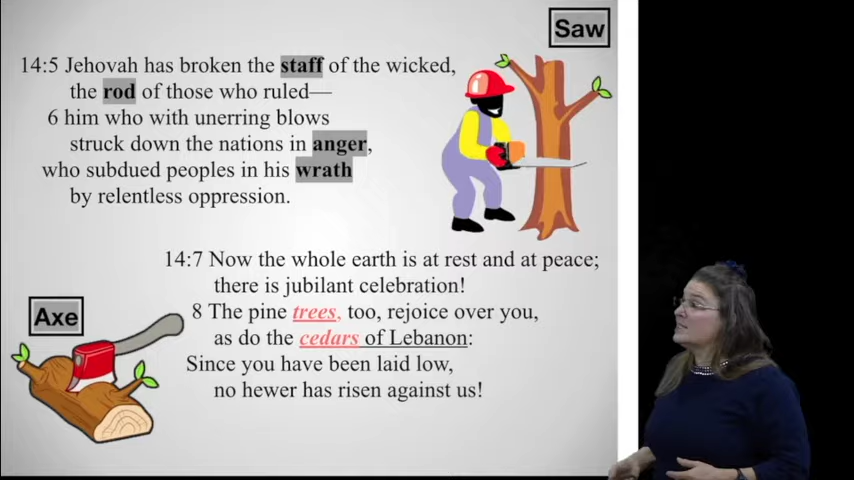 Saw
14:5 Jehovah has broken the staff of the wicked,
the rod of those who ruled—
6 him who with unerring blows
struck down the nations in anger,
who subdued peoples in his wrath
by relentless oppression.
14:7 Now the whole earth is at rest and at peace;
there is jubilant celebration!
Axe
8 The pine trees, too, rejoice over you,
as do the cedars of Lebanon:
Since you have been laid low,
no hewer has risen against us!